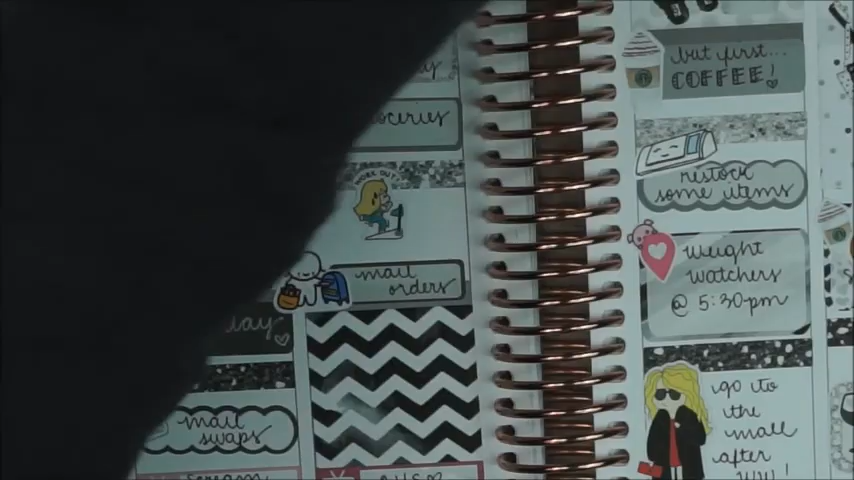 WORK OUT!
mail
orders
mail
swaps
but first...
COFFEE!
restock
some items
weight
watchers
@ 5:30pm
go to
the
mall
after
WW!